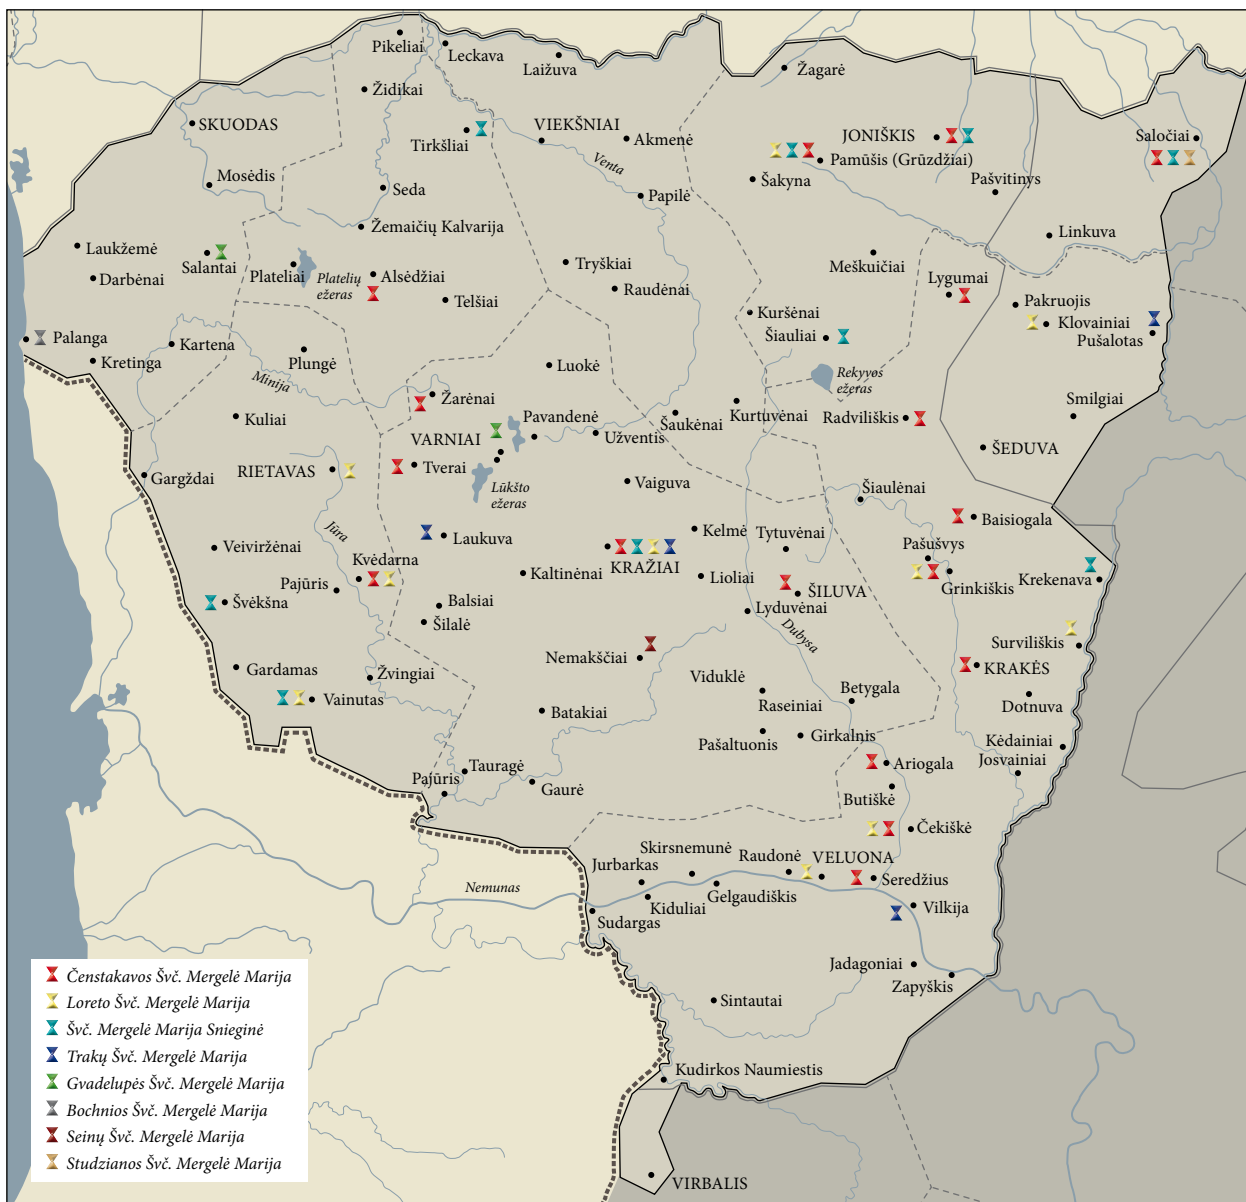 Pikeliai
Leckava
Laižuva
Žagarė
Židikai
SKUODAS
Tirkšliai
VIEKŠNIAI
Akmenė
JONIŠKIS
Saločiai
Venta
Pamūšis (Grūzdžiai)
Mosėdis
Seda
Šakyna
Pašvitinys
Papilė
Žemaičių Kalvarija
Linkuva
Laukžemė
Salantai
Plateliai
Platelių
ežeras
Alsėdžiai
Tryškiai
Meškuičiai
Darbėnai
Telšiai
Raudėnai
Lygumai
Pakruojis
Kuršėnai
Klovainiai
Palanga
Kartena
Šiauliai
Pušalotas
Kretinga
Plungė
Luokė
Minija
Rekyvos
ežeras
Žarėnai
Kurtuvėnai
Smilgiai
Kuliai
Pavandenė
Šaukėnai
Radviliškis
VARNIAI
Užventis
ŠEDUVA
RIETAVAS
Tverai
Gargždai
Lūkšto
ežeras
Vaiguva
Šiaulėnai
Baisiogala
Jūra
Laukuva
Kelmė
Tytuvėnai
Veiviržėnai
Pašušvys
Kvėdarna
KRAŽIAI
Kaltinėnai
Lioliai
Grinkiškis
Krekenava
Pajūris
ŠILUVA
Švėkšna
Balsiai
Lyduvėnai
Šilalė
Dubysa
Surviliškis
Nemakščiai
Gardamas
KRAKĖS
Žvingiai
Viduklė
Vainutas
Betygala
Raseiniai
Dotnuva
Batakiai
Pašaltuonis
Girkalnis
Kėdainiai
Josvainiai
Tauragė
Ariogala
Pajūris
Gaurė
Butiškė
Čekiškė
Skirsnemunė
Raudonė
VELUONA
Jurbarkas
Seredžius
Nemunas
Gelgaudiškis
Kiduliai
Vilkija
Sudargas
Jadagoniai
Zapyškis
Sintautai
Kudirkos Naumiestis
VIRBALIS
Čenstakavos Švč. Mergelė Marija
Loreto Švč. Mergelė Marija
Švč. Mergelė Marija Snieginė
Trakų Švč. Mergelė Marija
Gvadelupės Švč. Mergelė Marija
Bochnios Švč. Mergelė Marija
Seinų Švč. Mergelė Marija
Studzianos Švč. Mergelė Marija